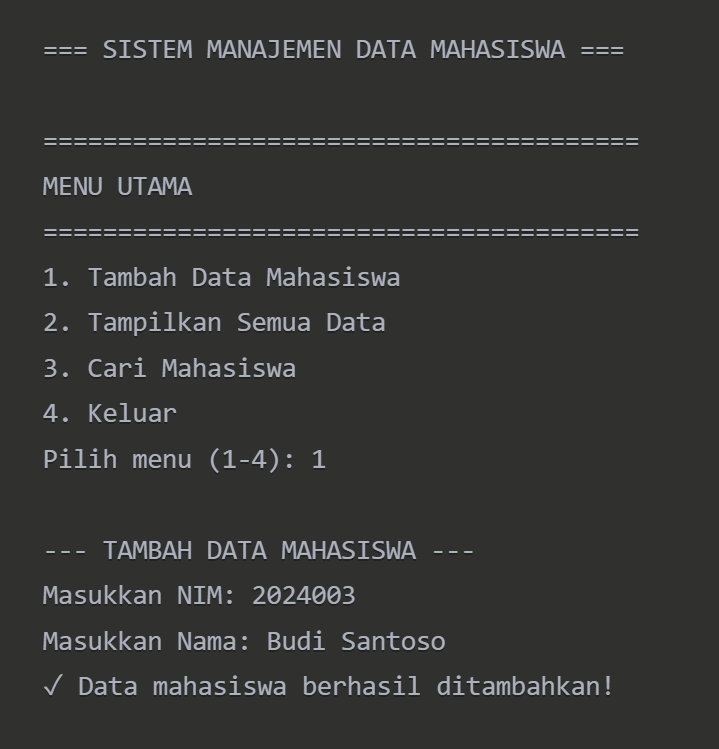 === SISTEM MANAJEMEN DATA MAHASISWA ===
========================================
MENU UTAMA
========================================
1. Tambah Data Mahasiswa
2. Tampilkan Semua Data
3. Cari Mahasiswa
4. Keluar
Pilih menu (1-4): 1
--- TAMBAH DATA MAHASISWA ---
Masukkan NIM: 2024003
Masukkan Nama: Budi Santoso
✓ Data mahasiswa berhasil ditambahkan!